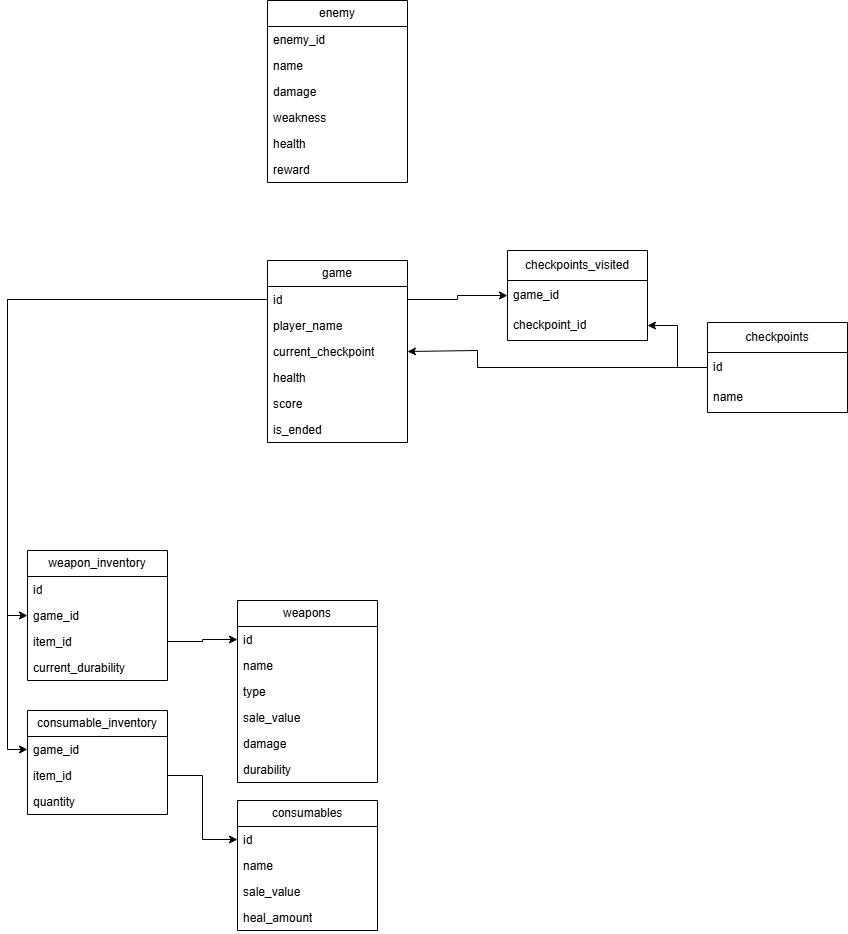 enemy
enemy_id
name
damage
weakness
health
reward
game
id
player_name
current_checkpoint
health
score
is_ended
checkpoints_visited
game_id
checkpoint_id
checkpoints
id
name
weapon_inventory
id
game_id
item_id
current_durability
weapons
id
name
type
sale_value
damage
durability
consumable_inventory
game_id
item_id
quantity
consumables
id
name
sale_value
heal_amount